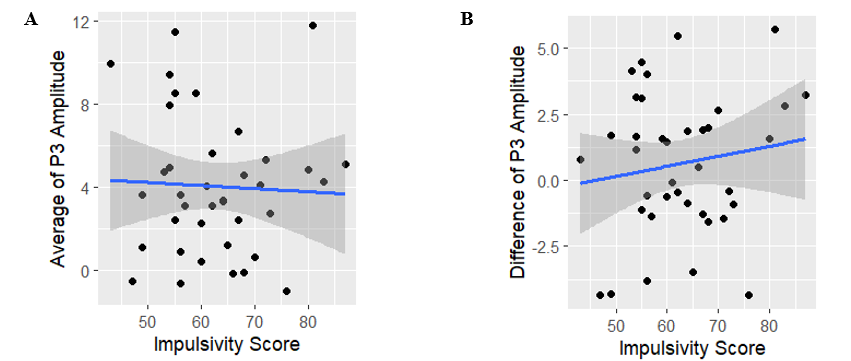 A
Average of P3 Amplitude
12
8
4
0
50 60 70 80
Impulsivity Score
B
Difference of P3 Amplitude
5.0
2.5
0.0
-2.5
50 60 70 80
Impulsivity Score